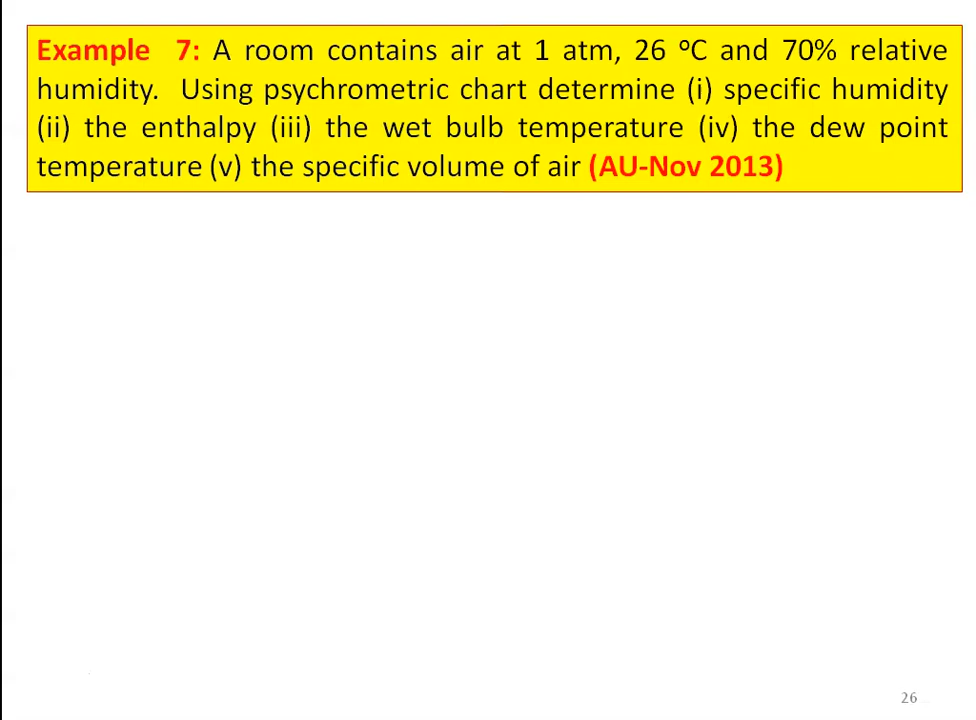 Example 7: A room contains air at 1 atm, 26 ºC and 70% relative
humidity. Using psychrometric chart determine (i) specific humidity
(ii) the enthalpy (iii) the wet bulb temperature (iv) the dew point
temperature (v) the specific volume of air (AU-Nov 2013)
26